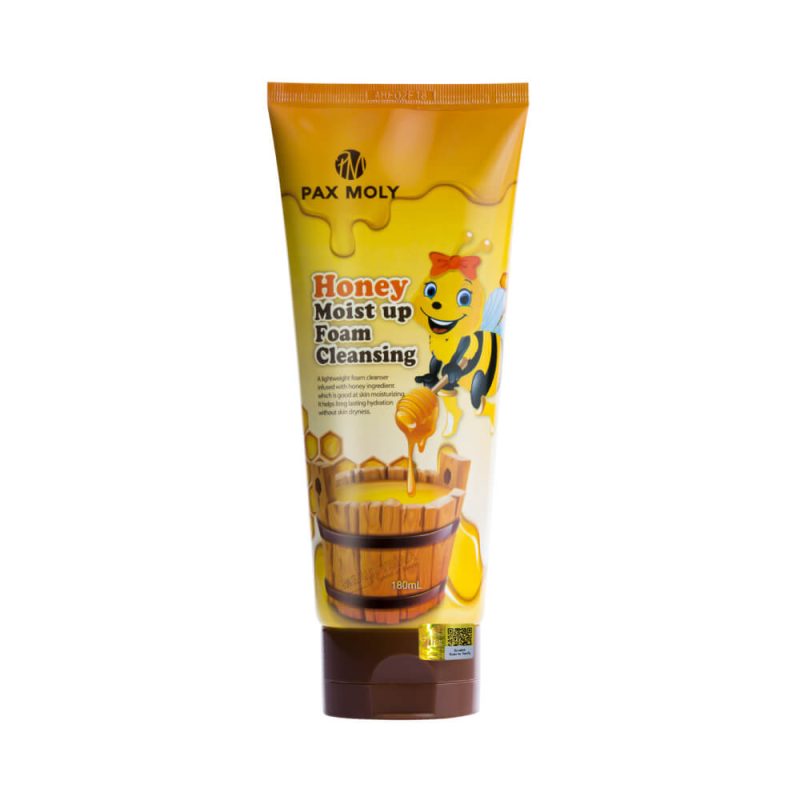 PM
PAX MOLY
Honey
Moist up
Foam
Cleansing
A lightweight foam cleanser
infused with honey ingredient
which is good at skin moisturizing.
It helps long lasting hydration
without skin dryness.
180mL